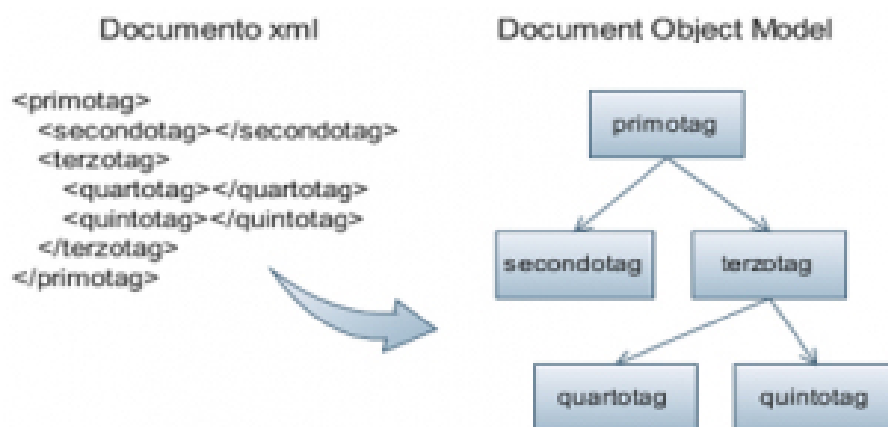 Documento xml
<primotag>
<secondotag></secondotag>
<terzotag>
<quartotag></quartotag>
<quintotag></quintotag>
</terzotag>
</primotag>
Document Object Model
primotag
secondotag terzotag
quartotag quintotag